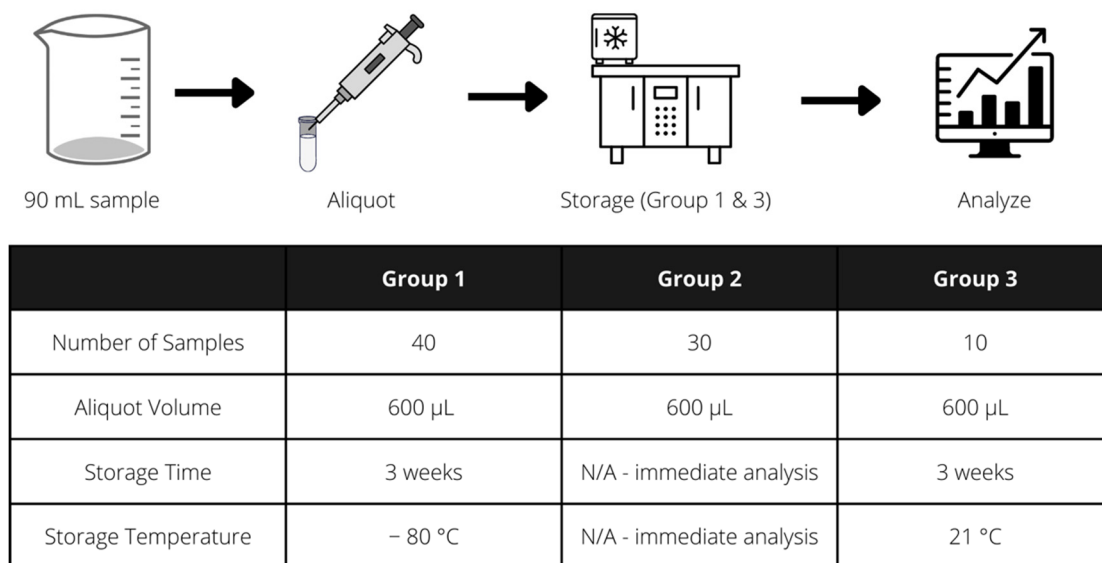 90 mL sample
Aliquot
Storage (Group 1 & 3)
Analyze
Group 1
Group 2
Group 3
Number of Samples
40
30
10
Aliquot Volume
600 µL
600 µL
600 µL
Storage Time
3 weeks
N/A - immediate analysis
3 weeks
Storage Temperature
− 80 °C
N/A - immediate analysis
21 °C